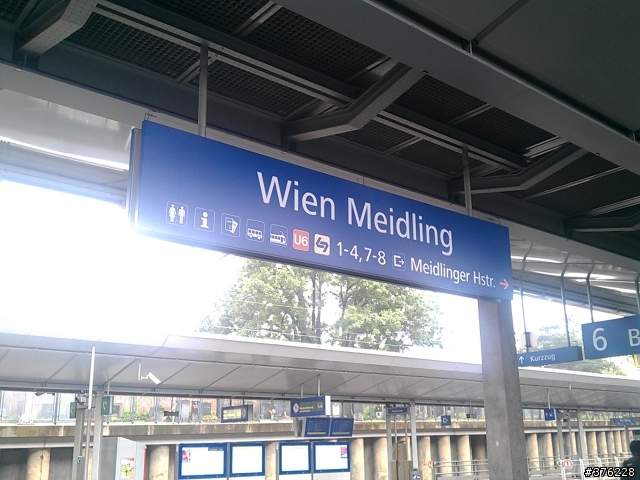 Wien Meidling
i U6 1-4,7-8 Meidlinger Hstr. →
6 B
↑ Kurzzug
#376228